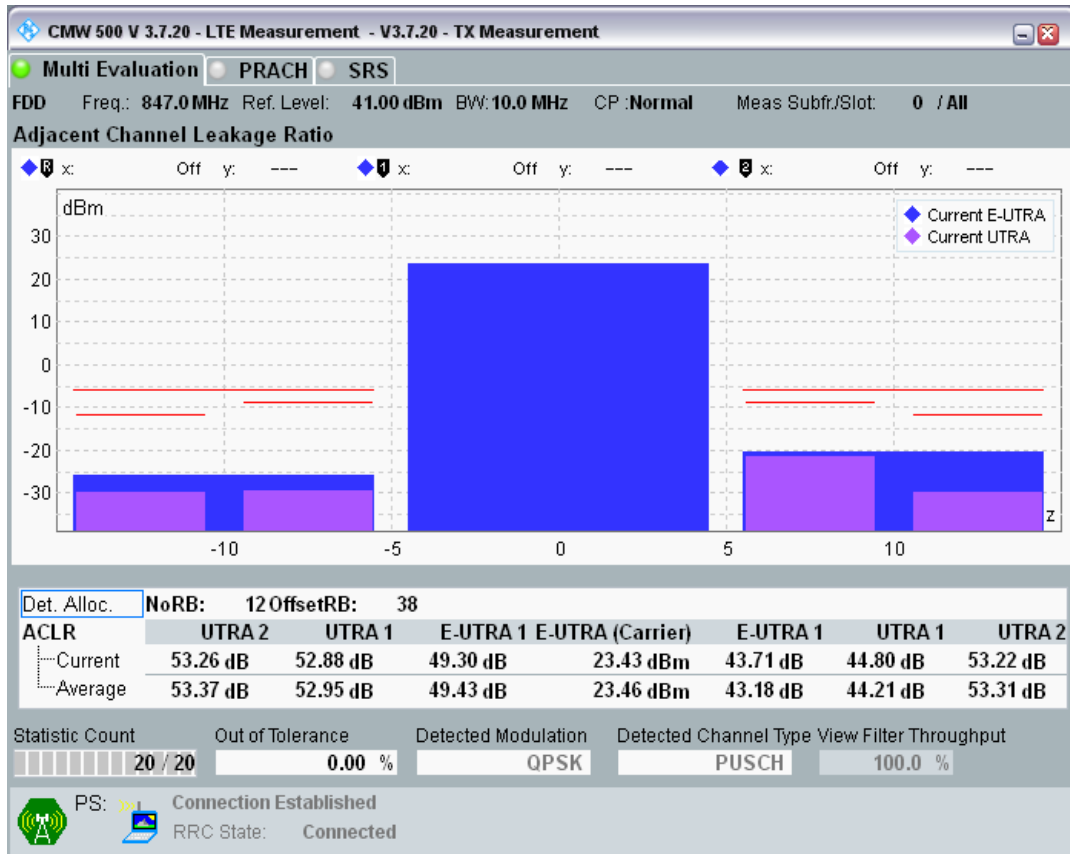 CMW 500 V 3.7.20 - LTE Measurement - V3.7.20 - TX Measurement
Multi Evaluation PRACH SRS
FDD Freq.: 847.0 MHz Ref. Level: 41.00 dBm BW: 10.0 MHz CP :Normal Meas Subfr./Slot: 0 / All
Adjacent Channel Leakage Ratio
R x: Off y: --- 1 x: Off y: --- 2 x: Off y: ---
dBm
Current E-UTRA
Current UTRA
30
20
10
0
-10
-20
-30
z
-10 -5 0 5 10
Det. Alloc. NoRB: 12 OffsetRB: 38
ACLR UTRA 2 UTRA 1 E-UTRA 1 E-UTRA (Carrier) E-UTRA 1 UTRA 1 UTRA 2
Current 53.26 dB 52.88 dB 49.30 dB 23.43 dBm 43.71 dB 44.80 dB 53.22 dB
Average 53.37 dB 52.95 dB 49.43 dB 23.46 dBm 43.18 dB 44.21 dB 53.31 dB
Statistic Count Out of Tolerance Detected Modulation Detected Channel Type View Filter Throughput
20 / 20 0.00 % QPSK PUSCH 100.0 %
PS: Connection Established
RRC State: Connected